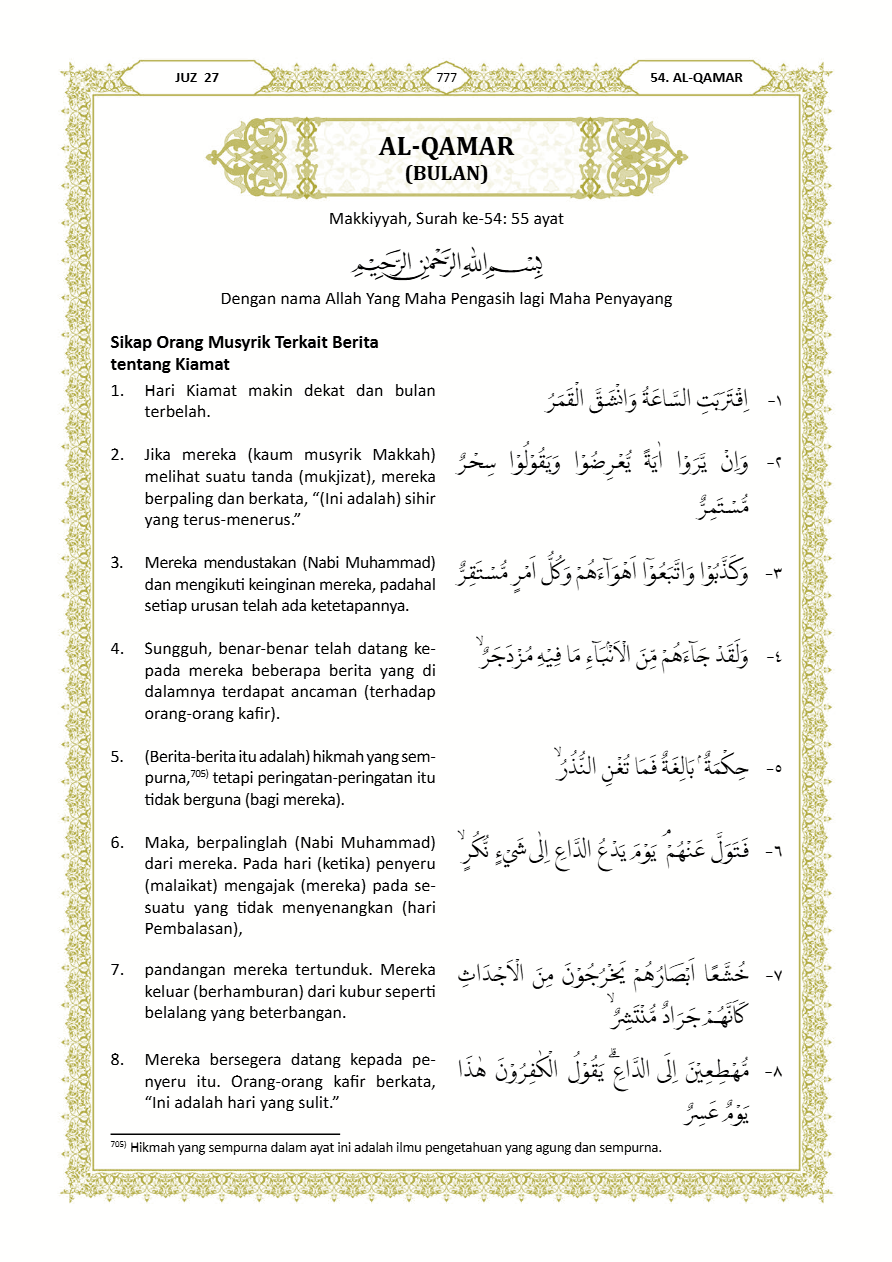 JUZ 27
777
54. AL-QAMAR
AL-QAMAR
(BULAN)
Makkiyyah, Surah ke-54: 55 ayat
بِسْمِ اللّٰهِ الرَّحْمٰنِ الرَّحِيْمِ
Dengan nama Allah Yang Maha Pengasih lagi Maha Penyayang
Sikap Orang Musyrik Terkait Berita
tentang Kiamat
1. Hari Kiamat makin dekat dan bulan
terbelah.
١- اِقْتَرَبَتِ السَّاعَةُ وَانْشَقَّ الْقَمَرُ
2. Jika mereka (kaum musyrik Makkah)
melihat suatu tanda (mukjizat), mereka
berpaling dan berkata, “(Ini adalah) sihir
yang terus-menerus.”
٢- وَاِنْ يَّرَوْا اٰيَةً يُّعْرِضُوْا وَيَقُوْلُوْا سِحْرٌ
مُّسْتَمِرٌّ
3. Mereka mendustakan (Nabi Muhammad)
dan mengikuti keinginan mereka, padahal
setiap urusan telah ada ketetapannya.
٣- وَكَذَّبُوْا وَاتَّبَعُوْٓا اَهْوَاۤءَهُمْ وَكُلُّ اَمْرٍ مُّسْتَقِرٌّ
4. Sungguh, benar-benar telah datang ke-
pada mereka beberapa berita yang di
dalamnya terdapat ancaman (terhadap
orang-orang kafir).
٤- وَلَقَدْ جَاۤءَهُمْ مِّنَ الْاَنْۢبَاۤءِ مَا فِيْهِ مُزْدَجَرٌۙ
5. (Berita-berita itu adalah) hikmah yang sem-
purna,⁷⁰⁵⁾ tetapi peringatan-peringatan itu
tidak berguna (bagi mereka).
٥- حِكْمَةٌ ۢ بَالِغَةٌ فَمَا تُغْنِ النُّذُرُۙ
6. Maka, berpalinglah (Nabi Muhammad)
dari mereka. Pada hari (ketika) penyeru
(malaikat) mengajak (mereka) pada se-
suatu yang tidak menyenangkan (hari
Pembalasan),
٦- فَتَوَلَّ عَنْهُمْ ۘ يَوْمَ يَدْعُ الدَّاعِ اِلٰى شَيْءٍ نُّكُرٍۙ
7. pandangan mereka tertunduk. Mereka
keluar (berhamburan) dari kubur seperti
belalang yang beterbangan.
٧- خُشَّعًا اَبْصَارُهُمْ يَخْرُجُوْنَ مِنَ الْاَجْدَاثِ
كَاَنَّهُمْ جَرَادٌ مُّنْتَشِرٌۙ
8. Mereka bersegera datang kepada pe-
nyeru itu. Orang-orang kafir berkata,
“Ini adalah hari yang sulit.”
٨- مُّهْطِعِيْنَ اِلَى الدَّاعِۗ يَقُوْلُ الْكٰفِرُوْنَ هٰذَا
يَوْمٌ عَسِرٌ
⁷⁰⁵⁾ Hikmah yang sempurna dalam ayat ini adalah ilmu pengetahuan yang agung dan sempurna.